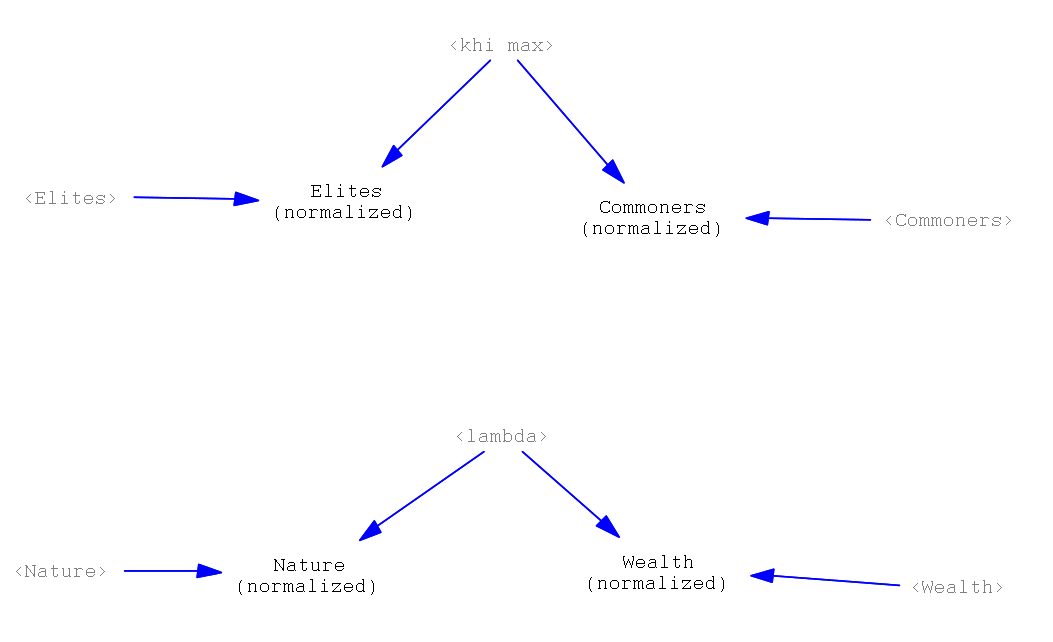 <khi max>
<Elites>
Elites
(normalized)
Commoners
(normalized)
<Commoners>
<lambda>
<Nature>
Nature
(normalized)
Wealth
(normalized)
<Wealth>